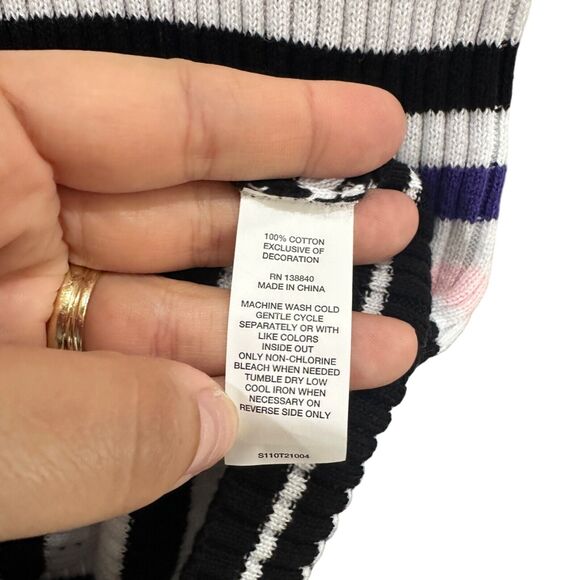 100% COTTON
EXCLUSIVE OF
DECORATION
RN 138840
MADE IN CHINA
MACHINE WASH COLD
GENTLE CYCLE
SEPARATELY OR WITH
LIKE COLORS
INSIDE OUT
ONLY NON-CHLORINE
BLEACH WHEN NEEDED
TUMBLE DRY LOW
COOL IRON WHEN
NECESSARY ON
REVERSE SIDE ONLY
S110T21004